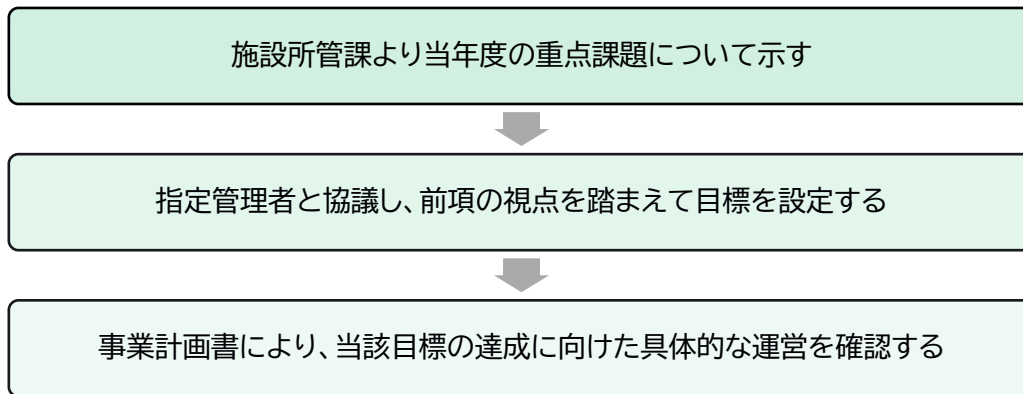 施設所管課より当年度の重点課題について示す
指定管理者と協議し、前項の視点を踏まえて目標を設定する
事業計画書により、当該目標の達成に向けた具体的な運営を確認する